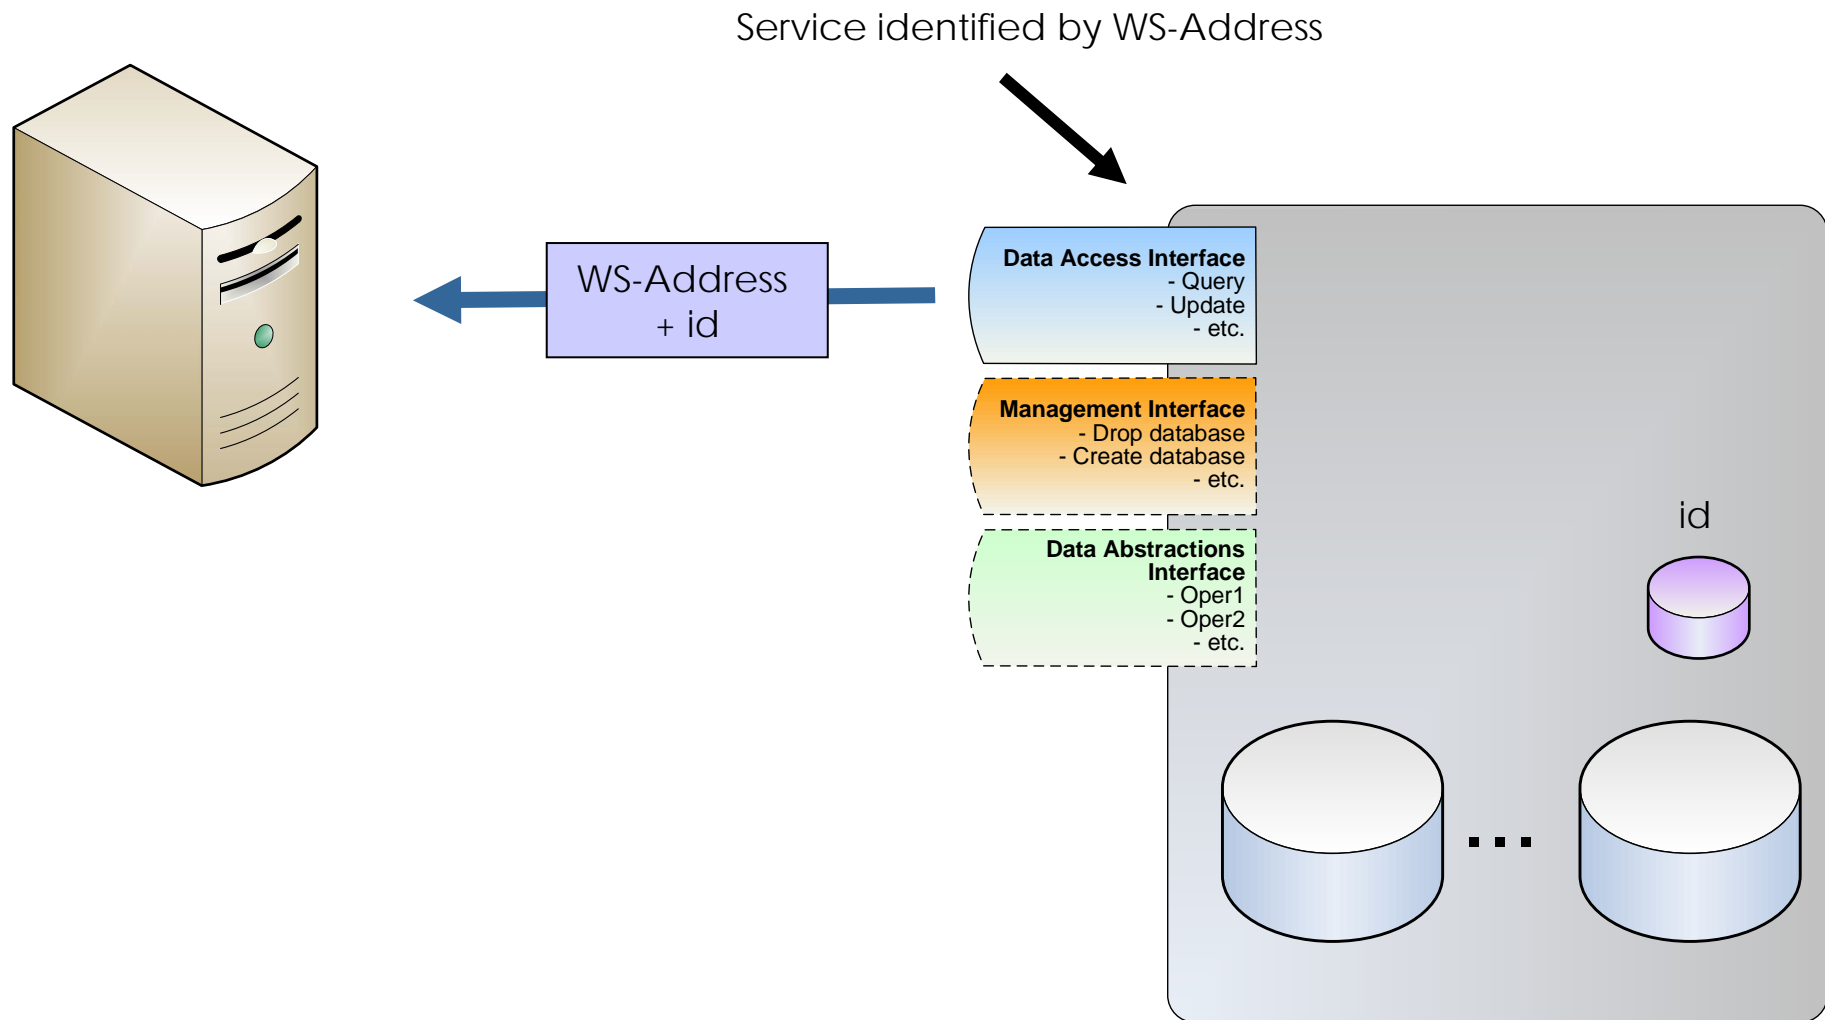 Service identified by WS-Address
WS-Address
+ id
Data Access Interface
- Query
- Update
- etc.
Management Interface
- Drop database
- Create database
- etc.
Data Abstractions
Interface
- Oper1
- Oper2
- etc.
id